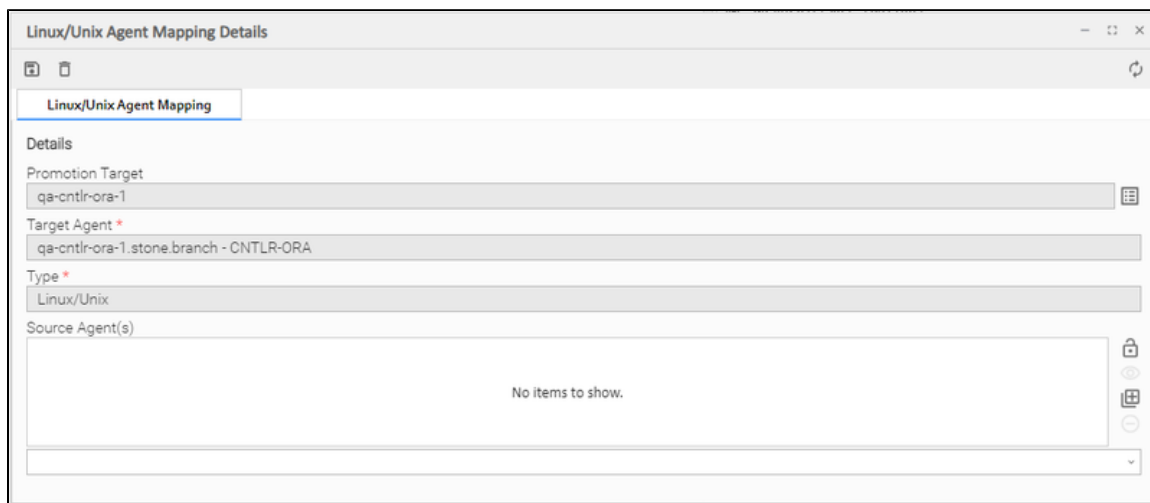 Linux/Unix Agent Mapping Details
Linux/Unix Agent Mapping
Details
Promotion Target
qa-cntlr-ora-1
Target Agent *
qa-cntlr-ora-1.stone.branch - CNTLR-ORA
Type *
Linux/Unix
Source Agent(s)
No items to show.